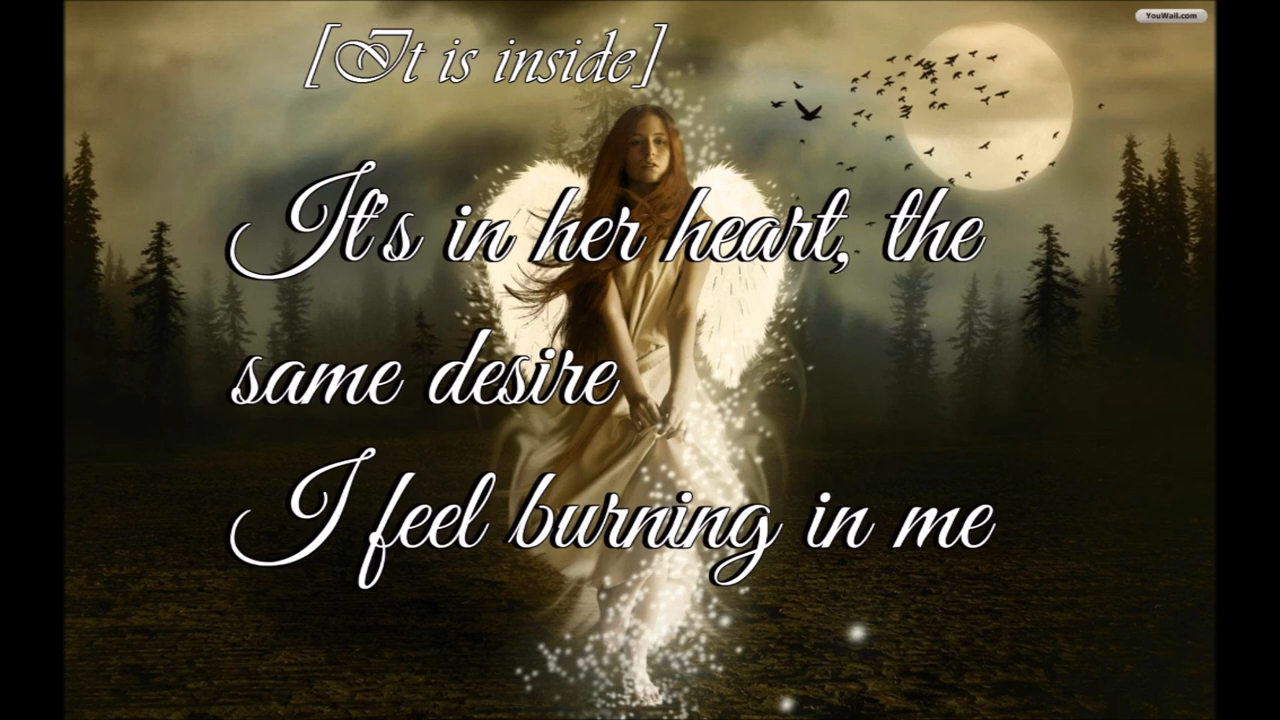 YouWall.com
[It is inside]
It's in her heart, the
same desire
I feel burning in me